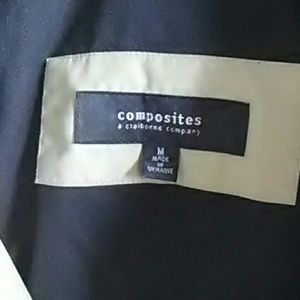 composites
a claiborne company
M
MADE
IN
UKRAINE